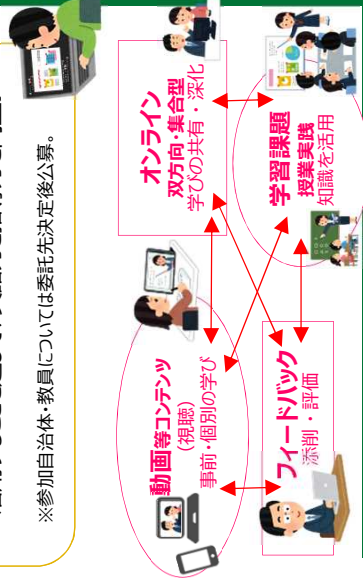 ※参加自治体・教員については委託先決定後公募。
動画等コンテンツ
(視聴)
事前・個別の学び
オンライン
双方向・集合型
学びの共有・深化
フィードバック
添削・評価
学習課題
授業実践
知識を活用